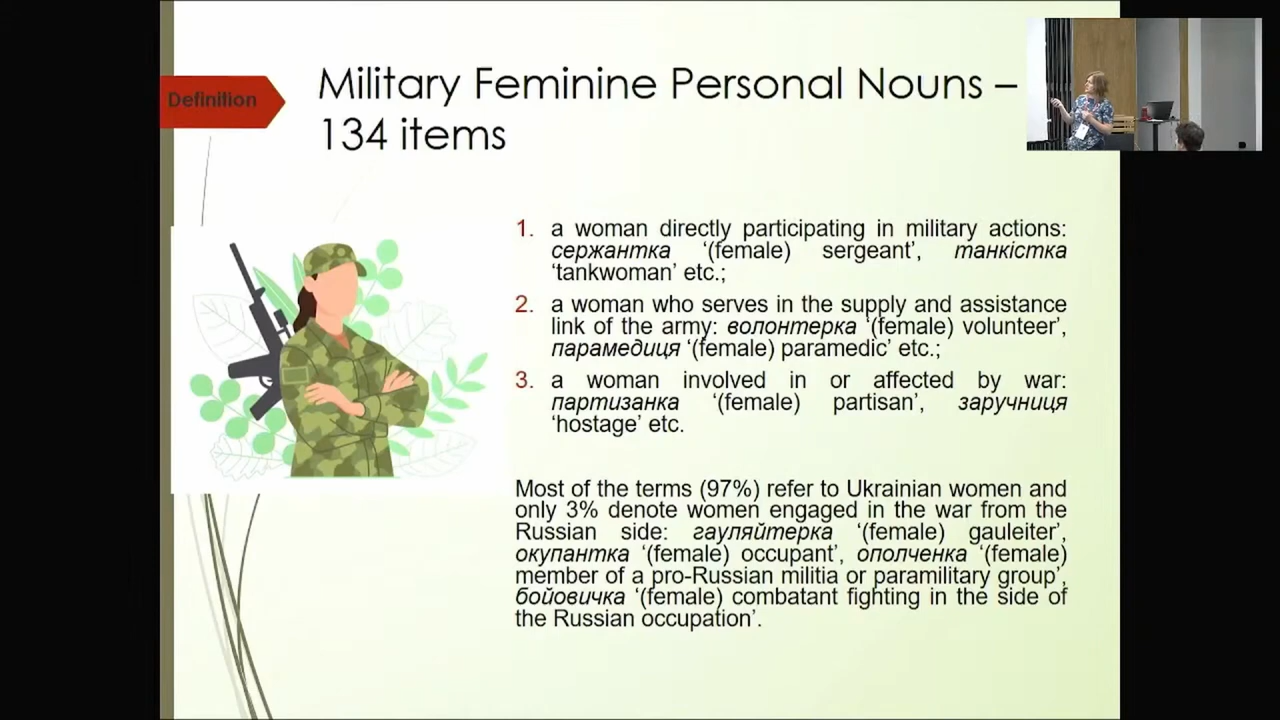 Definition
Military Feminine Personal Nouns –
134 items
1. a woman directly participating in military actions:
сержантка ‘(female) sergeant’, танкістка
‘tankwoman’ etc.;
2. a woman who serves in the supply and assistance
link of the army: волонтерка ‘(female) volunteer’,
парамедиця ‘(female) paramedic’ etc.;
3. a woman involved in or affected by war:
партизанка ‘(female) partisan’, заручниця
‘hostage’ etc.
Most of the terms (97%) refer to Ukrainian women and
only 3% denote women engaged in the war from the
Russian side: гауляйтерка ‘(female) gauleiter’,
окупантка ‘(female) occupant’, ополченка ‘(female)
member of a pro-Russian militia or paramilitary group’,
бойовичка ‘(female) combatant fighting in the side of
the Russian occupation’.